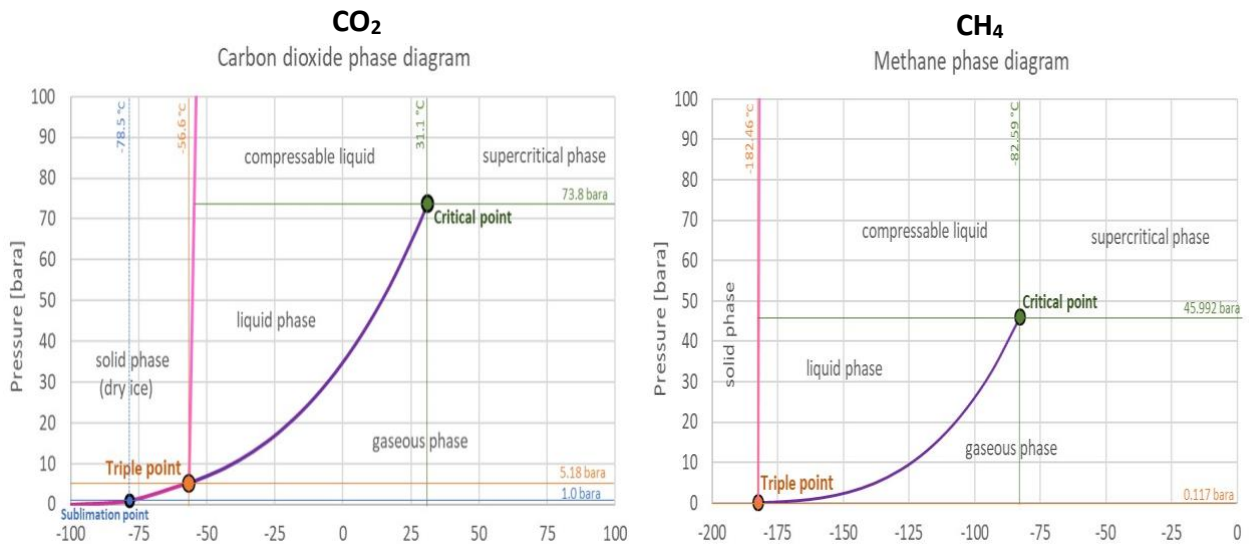 CO₂
Carbon dioxide phase diagram
Pressure [bara]
100
90
80
70
60
50
40
30
20
10
0
-78.5 °C
-56.6 °C
31.1 °C
compressable liquid
supercritical phase
73.8 bara
Critical point
liquid phase
solid phase
(dry ice)
gaseous phase
Triple point
5.18 bara
1.0 bara
Sublimation point
-100 -75 -50 -25 0 25 50 75 100
CH₄
Methane phase diagram
Pressure [bara]
100
90
80
70
60
50
40
30
20
10
0
-182.46 °C
-82.59 °C
compressable liquid
supercritical phase
Critical point
45.992 bara
solid phase
liquid phase
gaseous phase
Triple point
0.117 bara
-200 -175 -150 -125 -100 -75 -50 -25 0